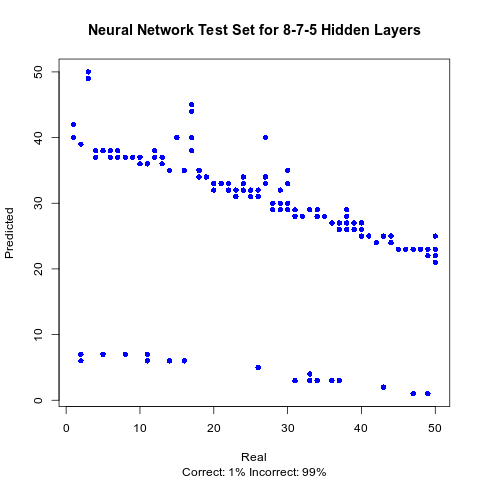 Neural Network Test Set for 8-7-5 Hidden Layers
Predicted
50
40
30
20
10
0
0 10 20 30 40 50
Real
Correct: 1% Incorrect: 99%